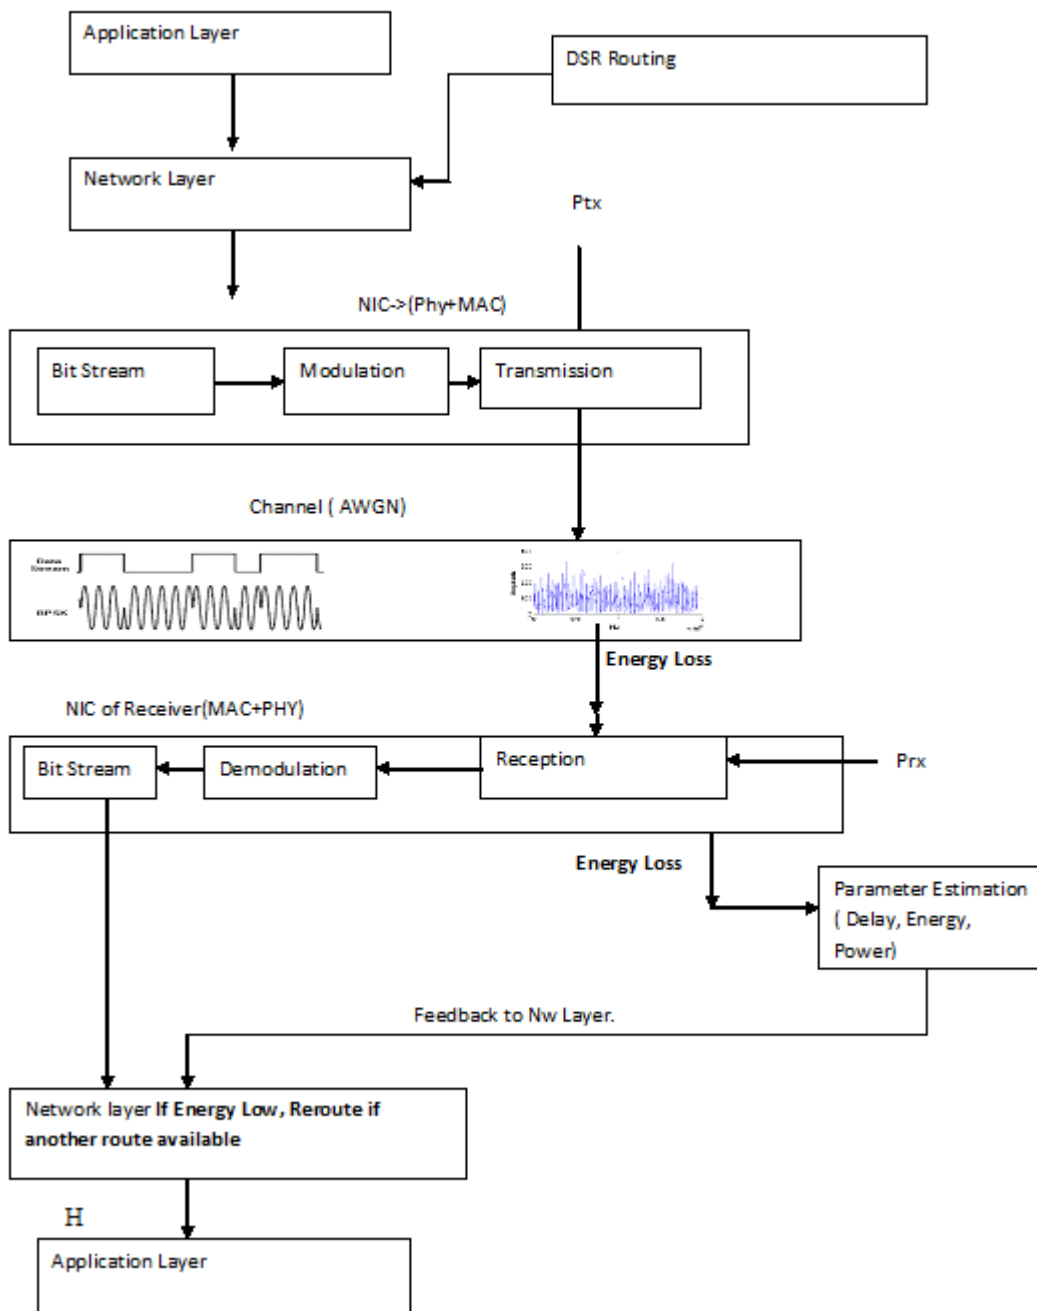 Application Layer
DSR Routing
Network Layer
Ptx
NIC->(Phy+MAC)
Bit Stream
Modulation
Transmission
Channel ( AWGN)
Stream
BPSK
Energy Loss
NIC of Receiver(MAC+PHY)
Bit Stream
Demodulation
Reception
Prx
Energy Loss
Parameter Estimation
( Delay, Energy,
Power)
Feedback to Nw Layer.
Network layer If Energy Low, Reroute if
another route available
H
Application Layer